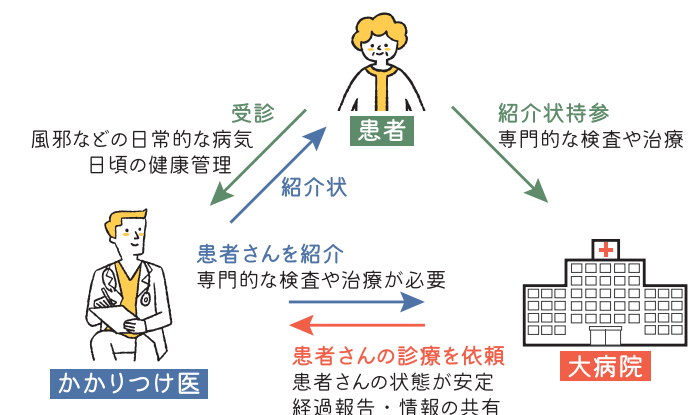 患者
受診
風邪などの日常的な病気
日頃の健康管理
紹介状
紹介状持参
専門的な検査や治療
患者さんを紹介
専門的な検査や治療が必要
患者さんの診療を依頼
患者さんの状態が安定
経過報告・情報の共有
かかりつけ医
大病院